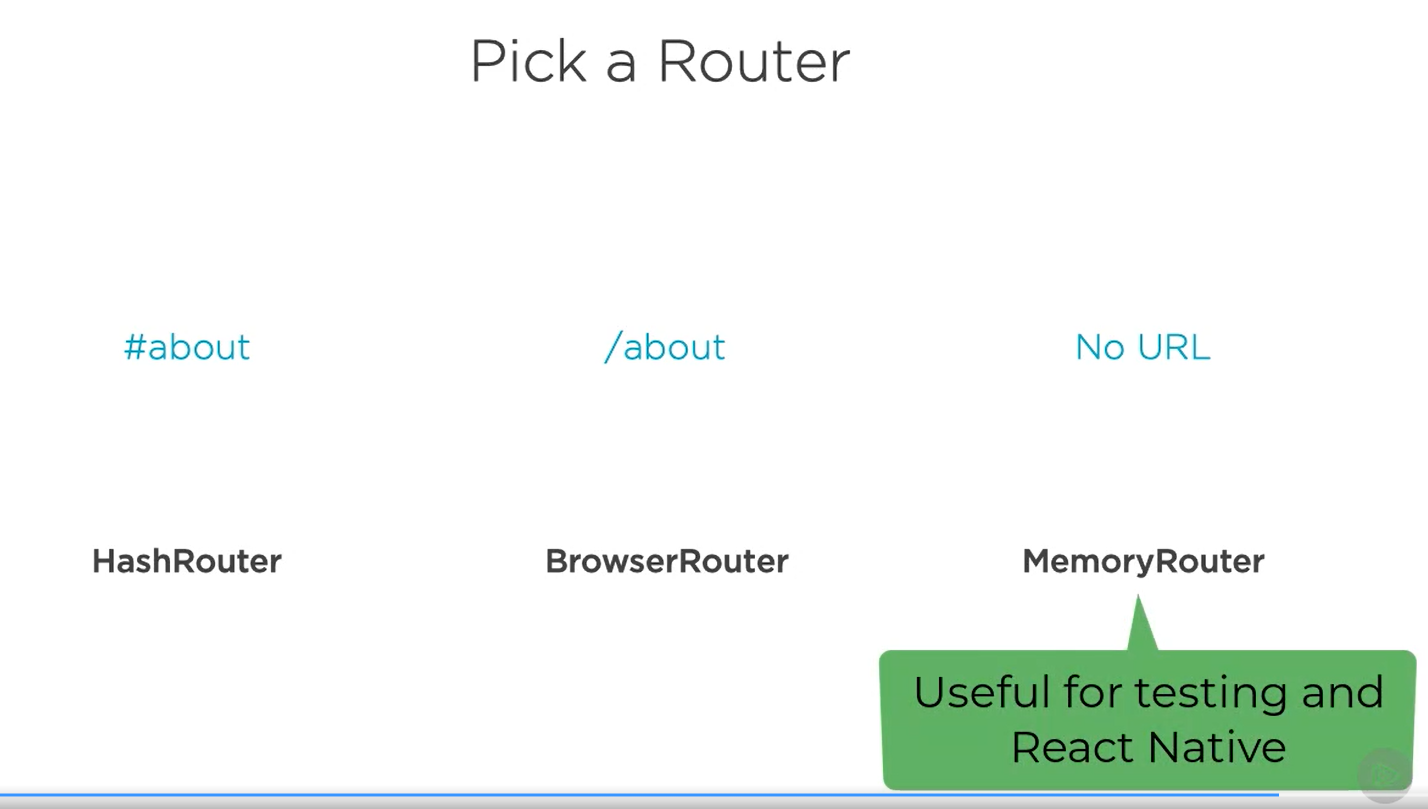 Pick a Router
#about
/about
No URL
HashRouter
BrowserRouter
MemoryRouter
Useful for testing and
React Native